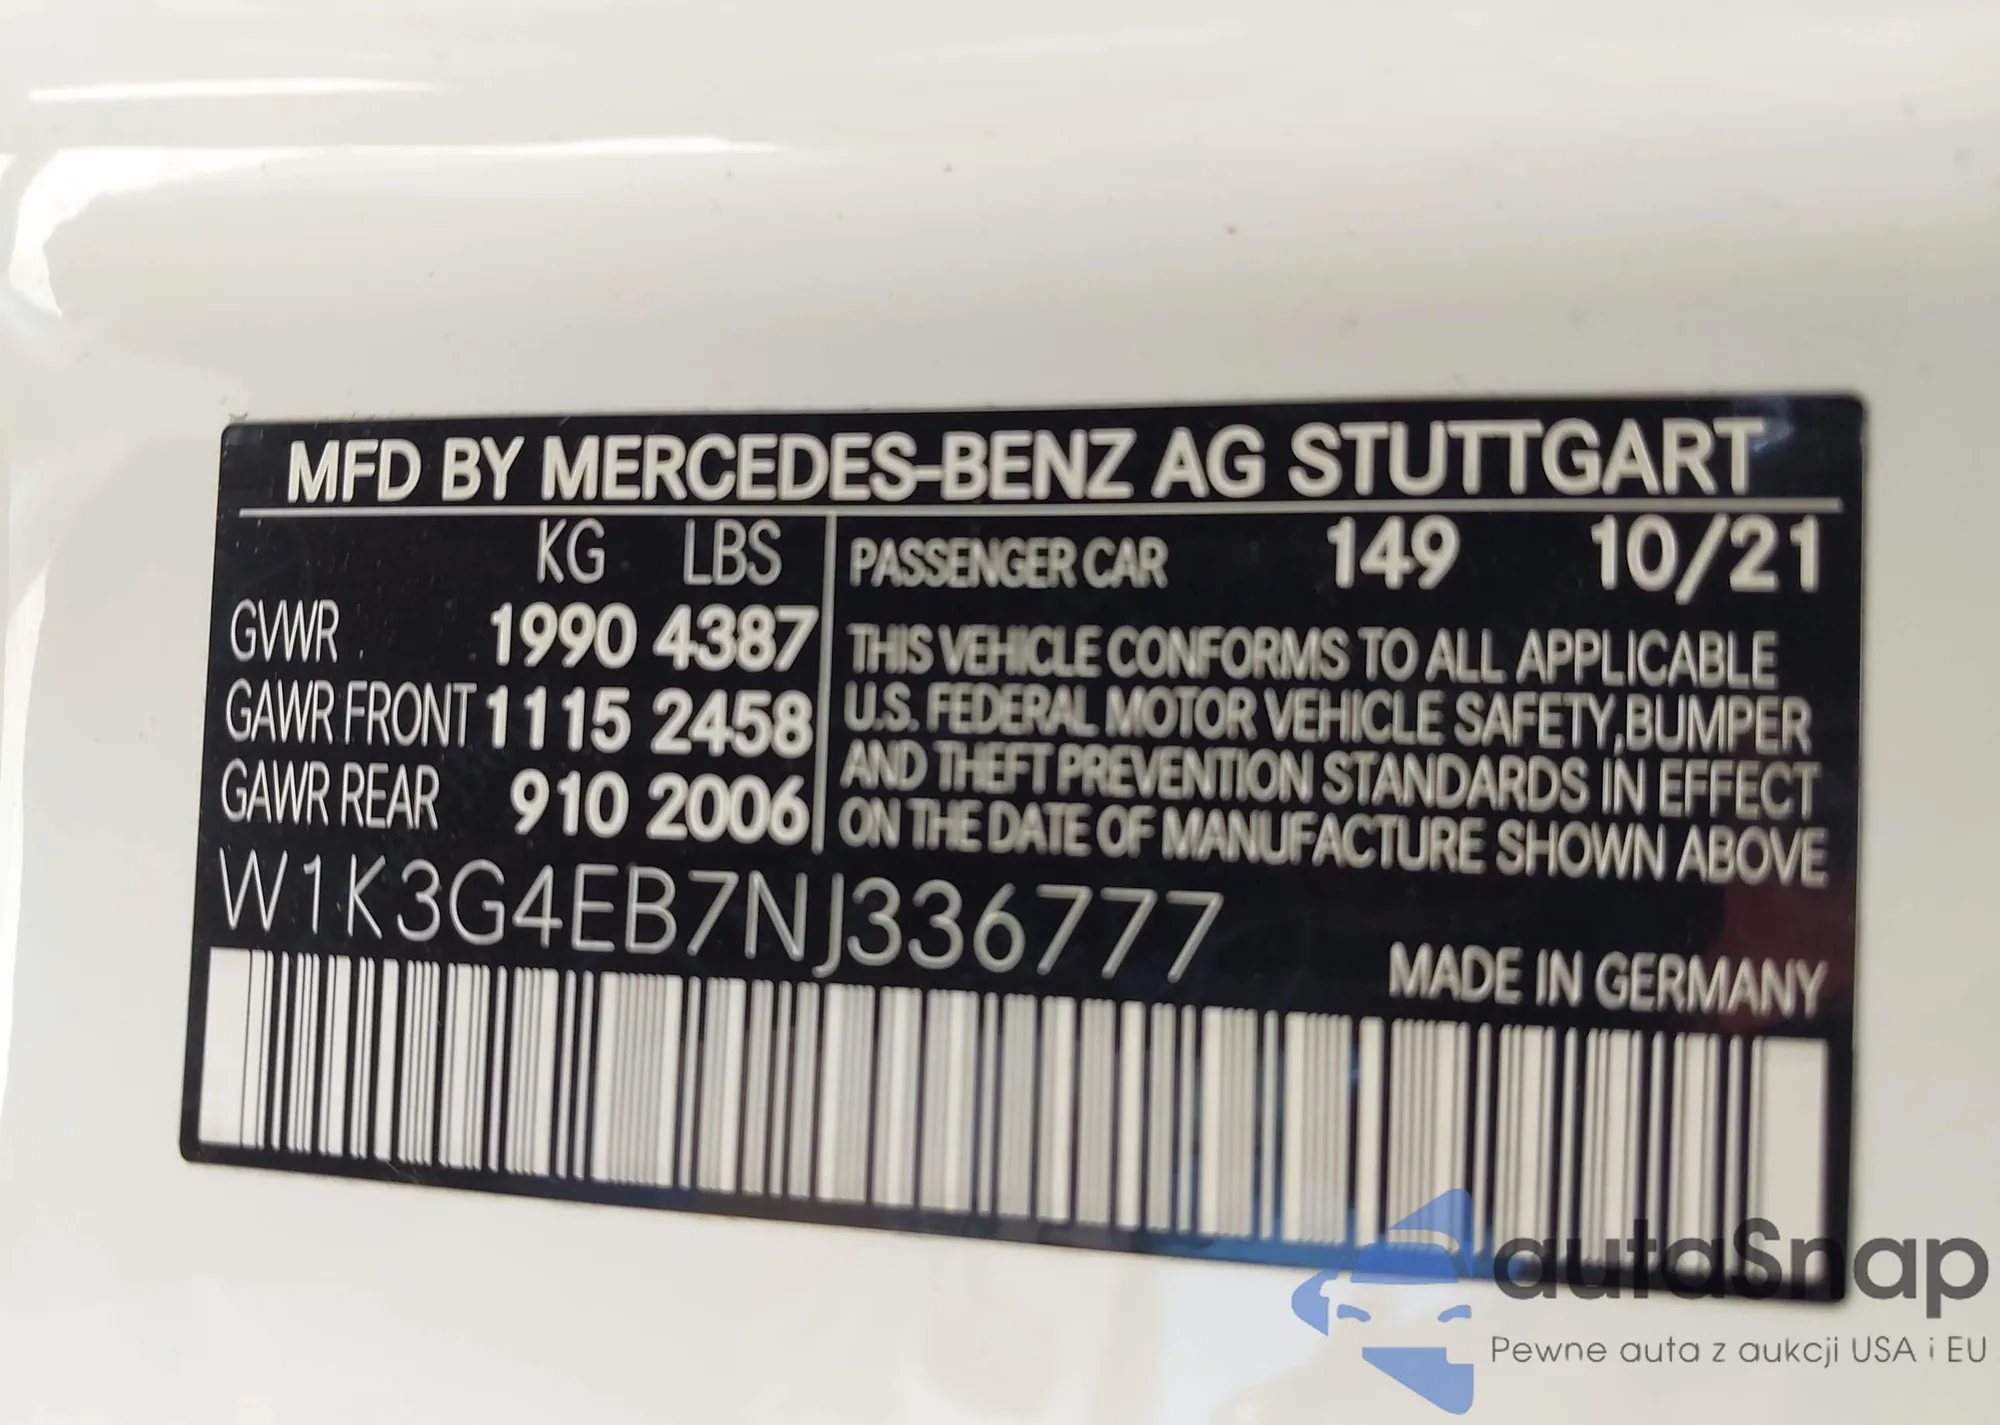 MFD BY MERCEDES-BENZ AG STUTTGART
KG LBS
GVWR 1990 4387
GAWR FRONT 1115 2458
GAWR REAR 910 2006
PASSENGER CAR 149 10/21
THIS VEHICLE CONFORMS TO ALL APPLICABLE
U.S. FEDERAL MOTOR VEHICLE SAFETY,BUMPER
AND THEFT PREVENTION STANDARDS IN EFFECT
ON THE DATE OF MANUFACTURE SHOWN ABOVE
W1K3G4EB7NJ336777
MADE IN GERMANY
autaSnap
Pewne auta z aukcji USA i EU